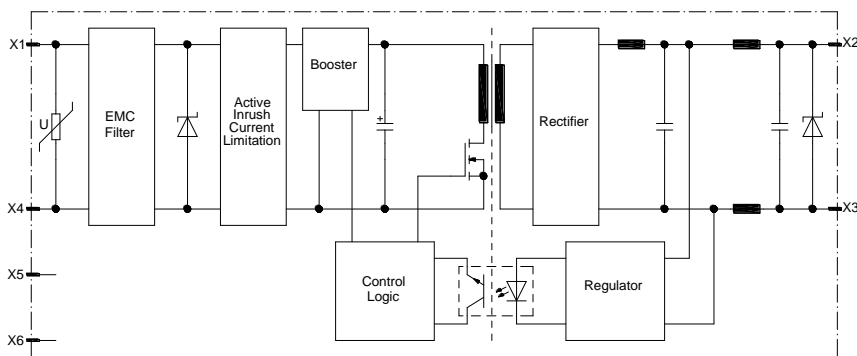 X1
X2
Booster
EMC
Filter
Active
Inrush
Current
Limitation
U
+
Rectifier
X4
X3
X5
Control
Logic
Regulator
X6